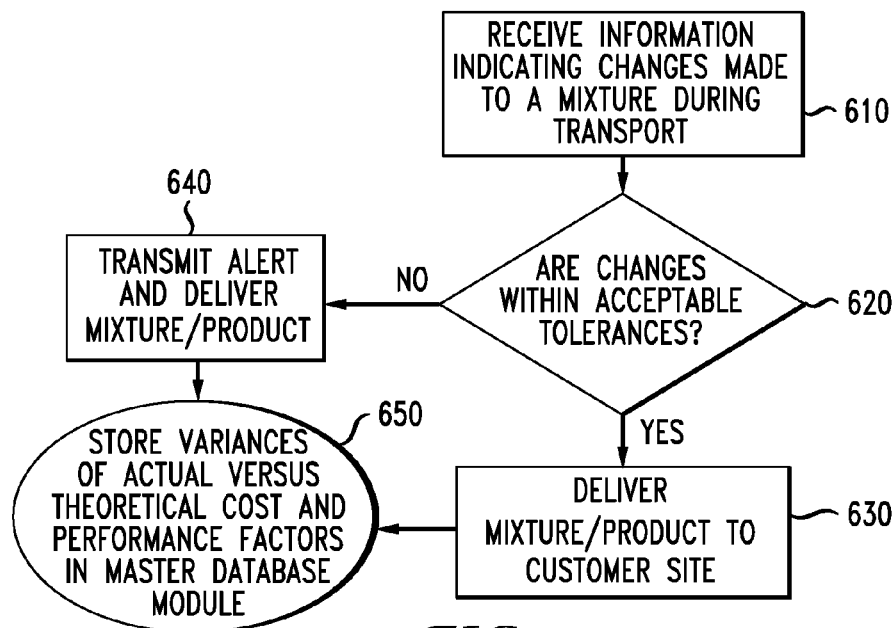 RECEIVE INFORMATION
INDICATING CHANGES MADE
TO A MIXTURE DURING
TRANSPORT
610
640
TRANSMIT ALERT
AND DELIVER
MIXTURE/PRODUCT
NO
ARE CHANGES
WITHIN ACCEPTABLE
TOLERANCES?
620
YES
650
STORE VARIANCES
OF ACTUAL VERSUS
THEORETICAL COST AND
PERFORMANCE FACTORS
IN MASTER DATABASE
MODULE
DELIVER
MIXTURE/PRODUCT TO
CUSTOMER SITE
630